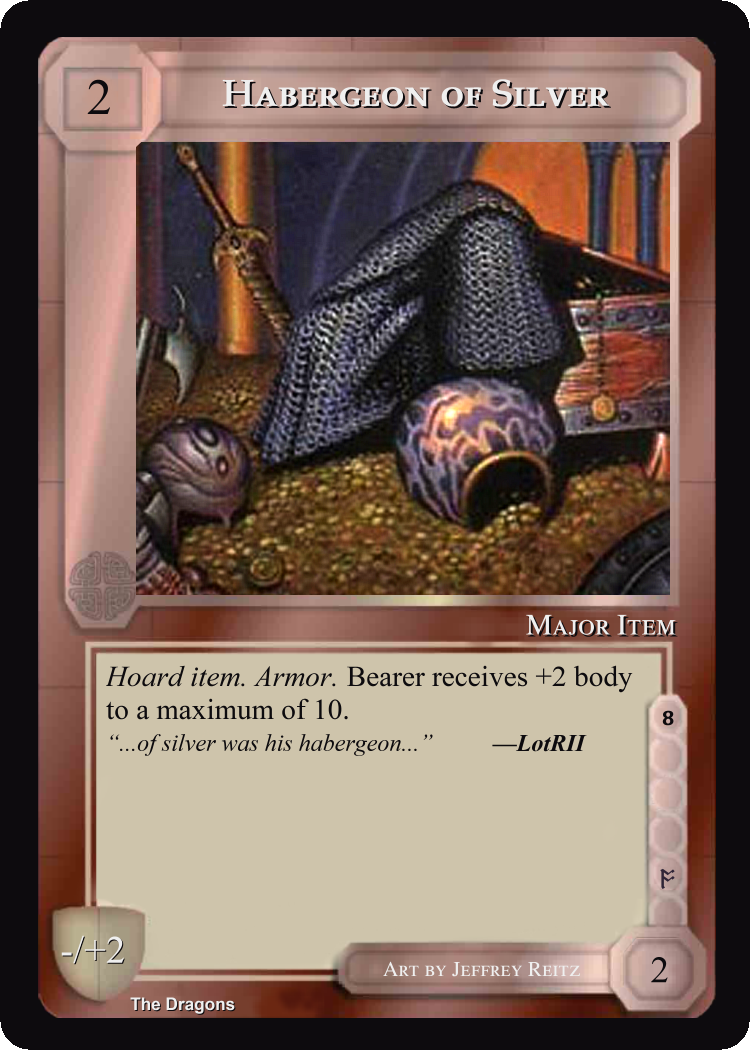 2
Habergeon of Silver
Major Item
Hoard item. Armor. Bearer receives +2 body
to a maximum of 10.
“...of silver was his habergeon...” —LotRII
8
ᚩ
-/+2
Art by Jeffrey Reitz
2
The Dragons